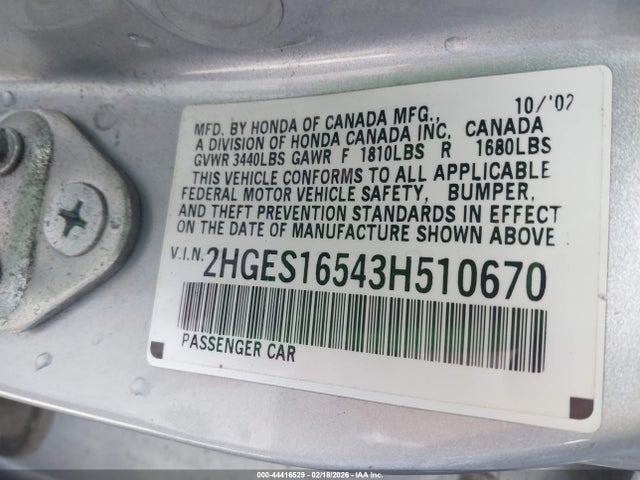 10/'02
MFD. BY HONDA OF CANADA MFG.,
A DIVISION OF HONDA CANADA INC, CANADA
GVWR 3440LBS GAWR F 1810LBS R 1680LBS
THIS VEHICLE CONFORMS TO ALL APPLICABLE
FEDERAL MOTOR VEHICLE SAFETY, BUMPER,
AND THEFT PREVENTION STANDARDS IN EFFECT
ON THE DATE OF MANUFACTURE SHOWN ABOVE
V.I.N. 2HGES16543H510670
PASSENGER CAR
000-44416529 - 02/18/2026 - IAAI.COM